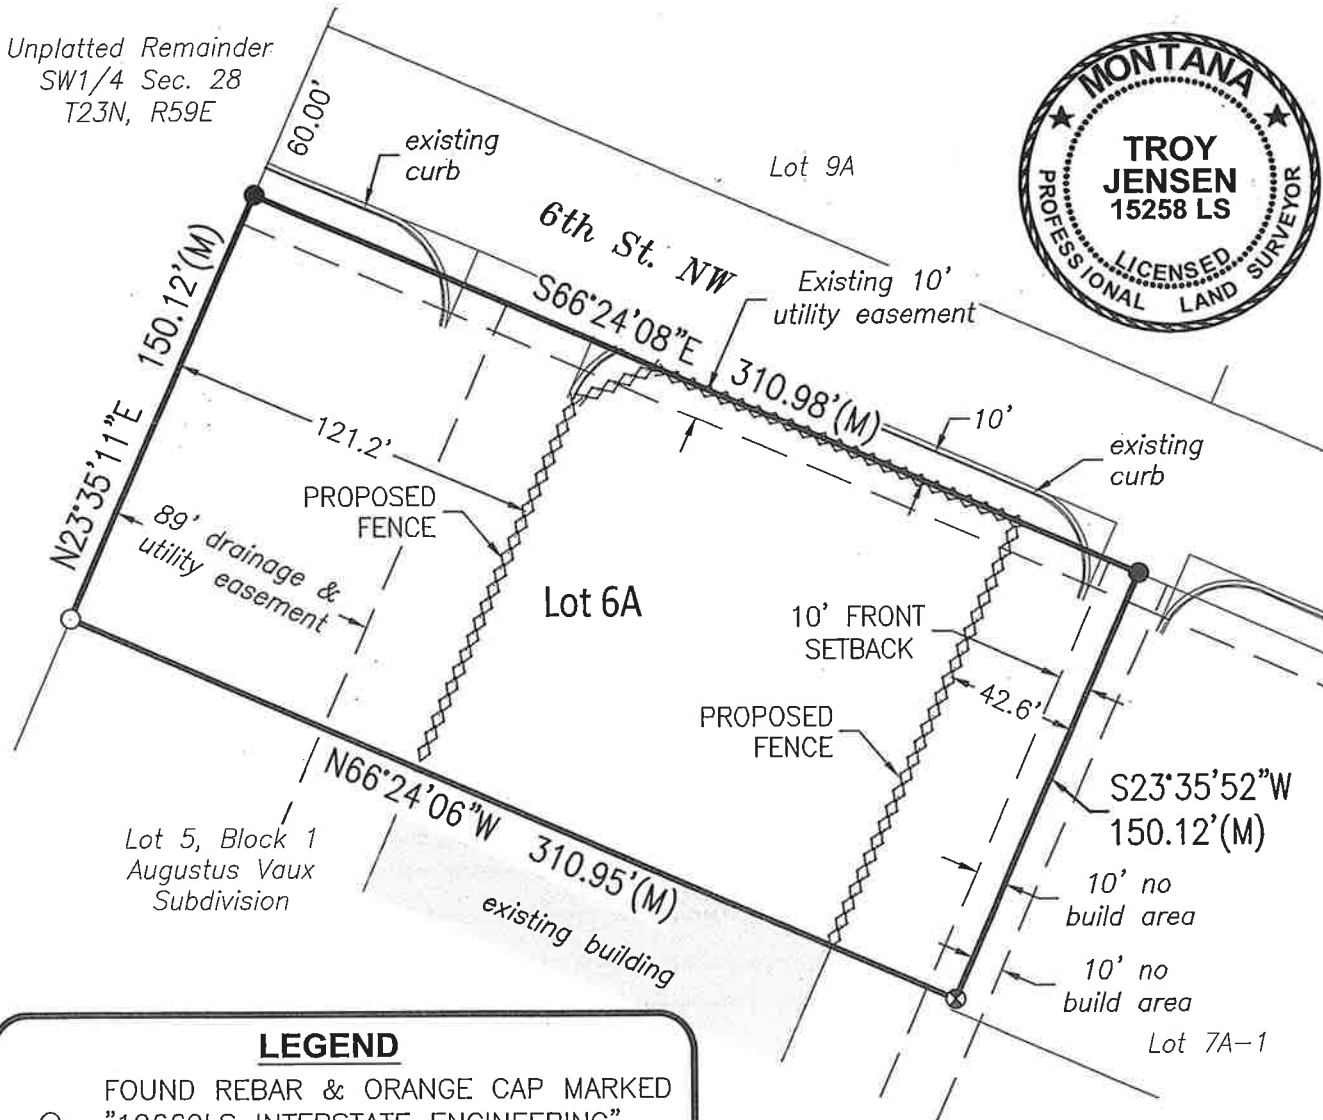 Unplatted Remainder
SW1/4 Sec. 28
T23N, R59E
60.00'
existing
curb
Lot 9A
6th St. NW
MONTANA
TROY
JENSEN
15258 LS
LICENSED
PROFESSIONAL LAND SURVEYOR
Existing 10'
utility easement
S66°24'08"E 310.98'(M)
N23°35'11"E 150.12'(M)
121.2'
10'
existing
curb
PROPOSED
FENCE
89' drainage &
utility easement
Lot 6A
10' FRONT
SETBACK
42.6'
PROPOSED
FENCE
S23°35'52"W
150.12'(M)
N66°24'06"W 310.95'(M)
Lot 5, Block 1
Augustus Vaux
Subdivision
existing building
10' no
build area
10' no
build area
Lot 7A-1
LEGEND
FOUND REBAR & ORANGE CAP MARKED
INTERSTATE ENGINEERING"